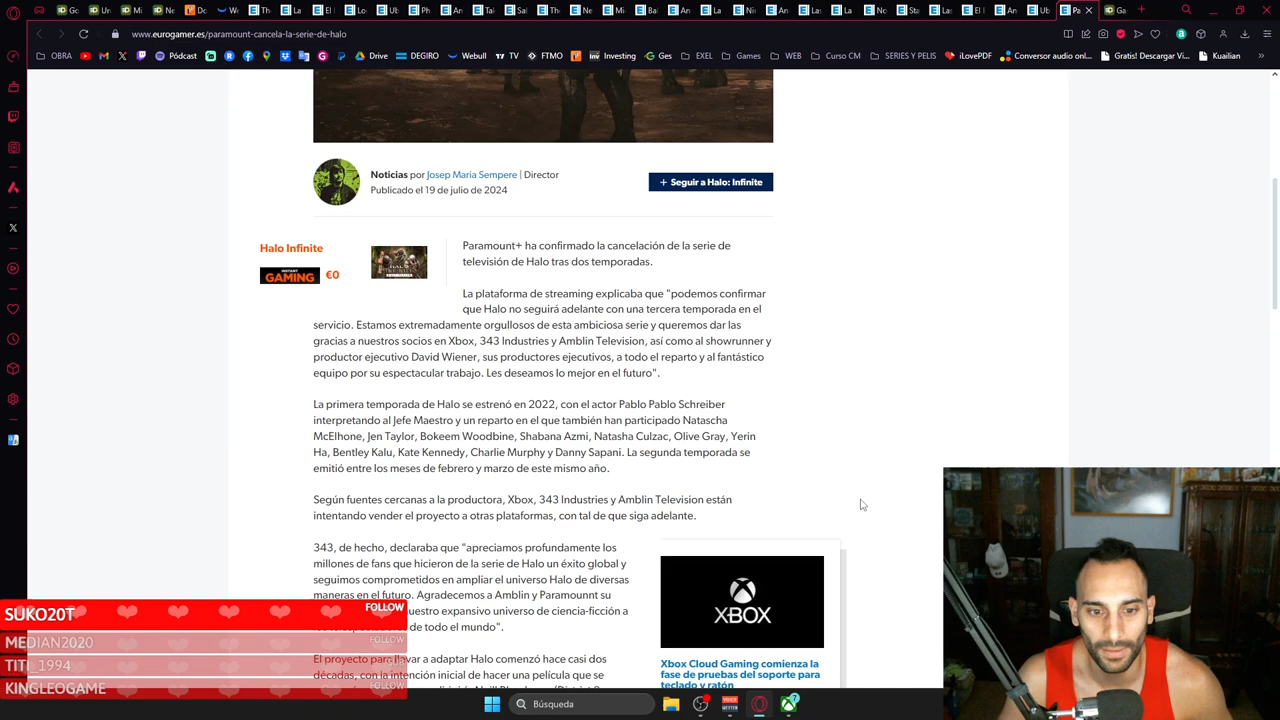 www.eurogamer.es/paramount-cancela-la-serie-de-halo
OBRA
Pódcast
Drive
DEGIRO
Webull
TV
FTMO
Investing
Ges
EXEL
Games
WEB
Curso CM
SERIES Y PELIS
iLovePDF
Conversor audio onl...
Gratis! Descargar Vi...
Kuailian
Noticias por Josep Maria Sempere | Director
Publicado el 19 de julio de 2024
+ Seguir a Halo: Infinite
Halo Infinite
INSTANT
GAMING €0
Paramount+ ha confirmado la cancelación de la serie de
televisión de Halo tras dos temporadas.
La plataforma de streaming explicaba que "podemos confirmar
que Halo no seguirá adelante con una tercera temporada en el
servicio. Estamos extremadamente orgullosos de esta ambiciosa serie y queremos dar las
gracias a nuestros socios en Xbox, 343 Industries y Amblin Television, así como al showrunner y
productor ejecutivo David Wiener, sus productores ejecutivos, a todo el reparto y al fantástico
equipo por su espectacular trabajo. Les deseamos lo mejor en el futuro".
La primera temporada de Halo se estrenó en 2022, con el actor Pablo Pablo Schreiber
interpretando al Jefe Maestro y un reparto en el que también han participado Natascha
McElhone, Jen Taylor, Bokeem Woodbine, Shabana Azmi, Natasha Culzac, Olive Gray, Yerin
Ha, Bentley Kalu, Kate Kennedy, Charlie Murphy y Danny Sapani. La segunda temporada se
emitió entre los meses de febrero y marzo de este mismo año.
Según fuentes cercanas a la productora, Xbox, 343 Industries y Amblin Television están
intentando vender el proyecto a otras plataformas, con tal de que siga adelante.
343, de hecho, declaraba que "apreciamos profundamente los
millones de fans que hicieron de la serie de Halo un éxito global y
seguimos comprometidos en ampliar el universo Halo de diversas
maneras en el futuro. Agradecemos a Amblin y Paramounnt su
uestro expansivo universo de ciencia-ficción a
de todo el mundo".
El proyecto para llevar a adaptar Halo comenzó hace casi dos
décadas, con la intención inicial de hacer una película que se
XBOX
Xbox Cloud Gaming comienza la
fase de pruebas del soporte para
teclado y ratón
SUKO20T FOLLOW
MEDIAN2020 FOLLOW
TITI_1994
KINGLEOGAME FOLLOW
Búsqueda